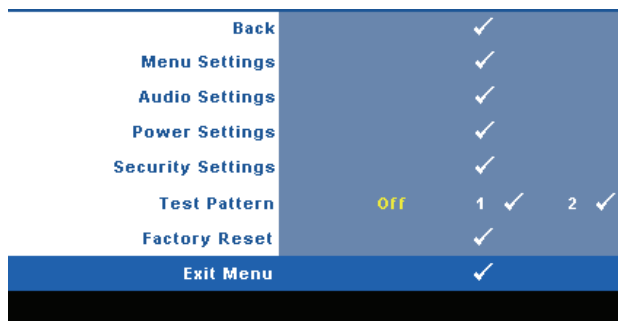 Back ✓
Menu Settings ✓
Audio Settings ✓
Power Settings ✓
Security Settings ✓
Test Pattern Off 1 ✓ 2 ✓
Factory Reset ✓
Exit Menu ✓